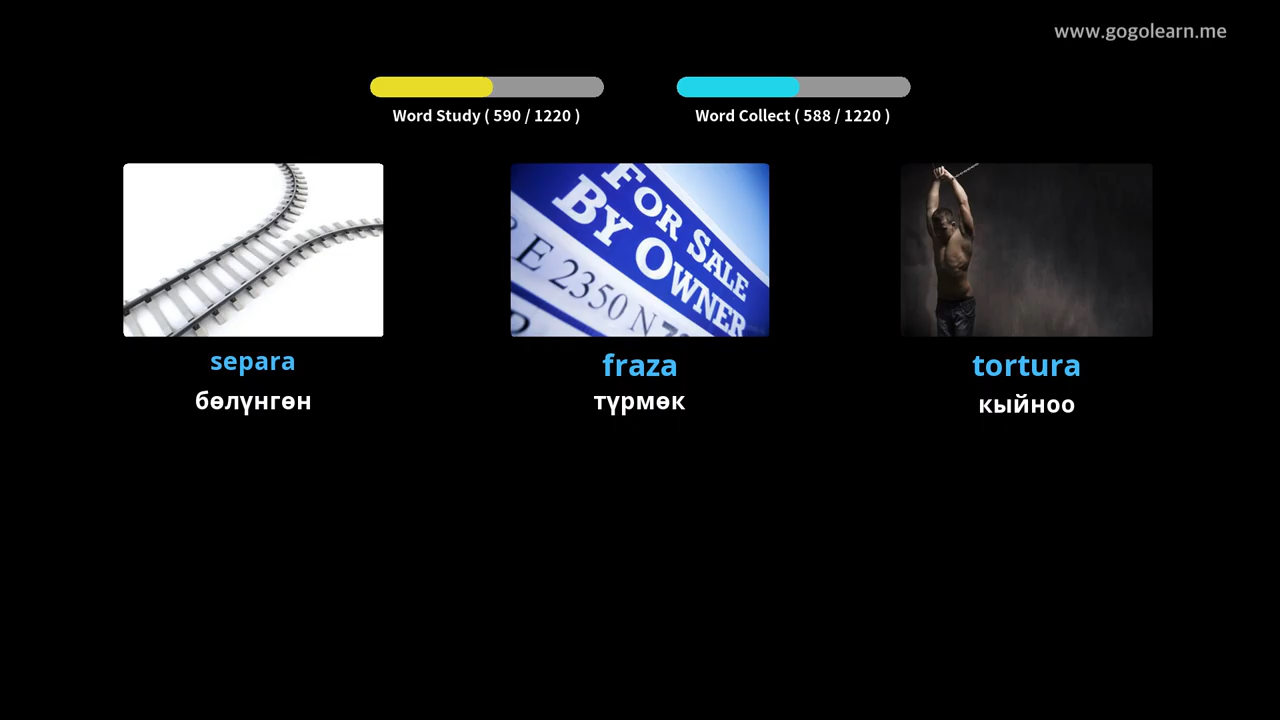 www.gogolearn.me
Word Study ( 590 / 1220 )
Word Collect ( 588 / 1220 )
FOR SALE
BY OWNER
E 2350 N
separa
fraza
tortura
бөлүнгөн
түрмөк
кыйноо